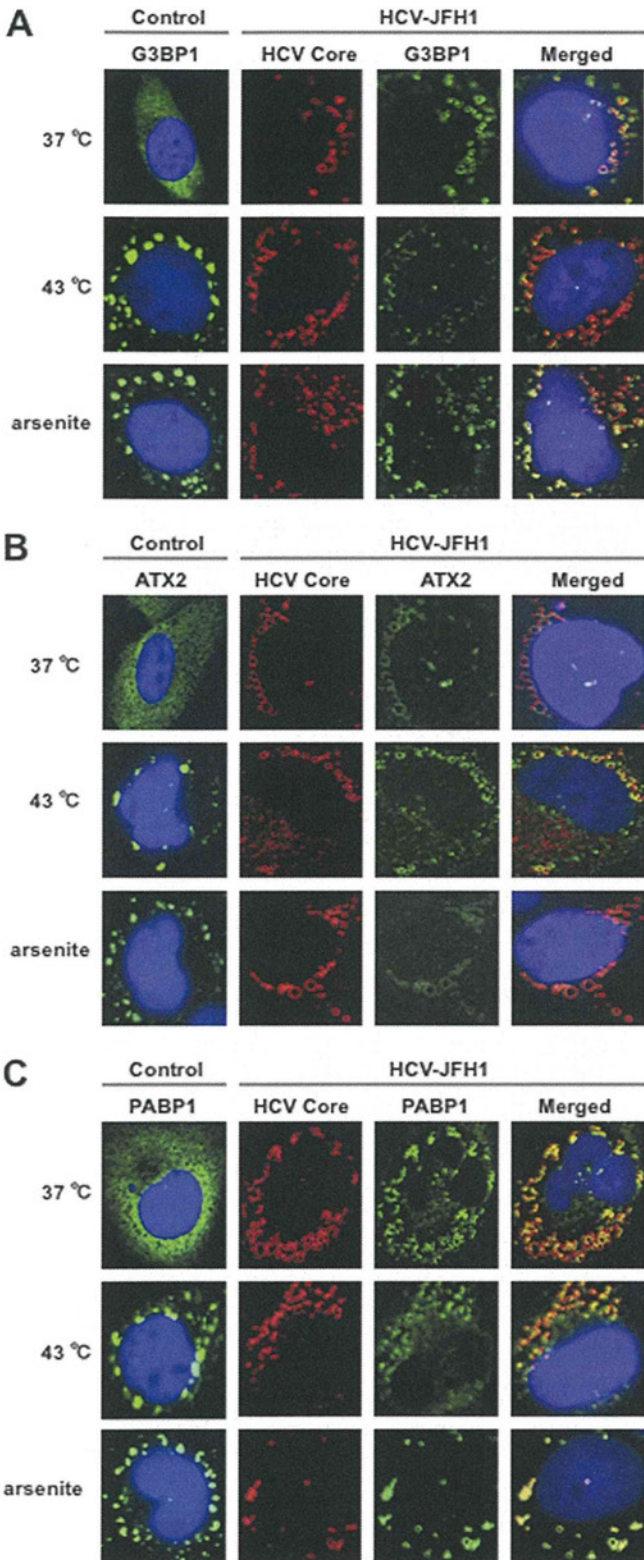 A
Control HCV-JFH1
G3BP1 HCV Core G3BP1 Merged
37 °C
43 °C
arsenite
B
Control HCV-JFH1
ATX2 HCV Core ATX2 Merged
37 °C
43 °C
arsenite
C
Control HCV-JFH1
PABP1 HCV Core PABP1 Merged
37 °C
43 °C
arsenite